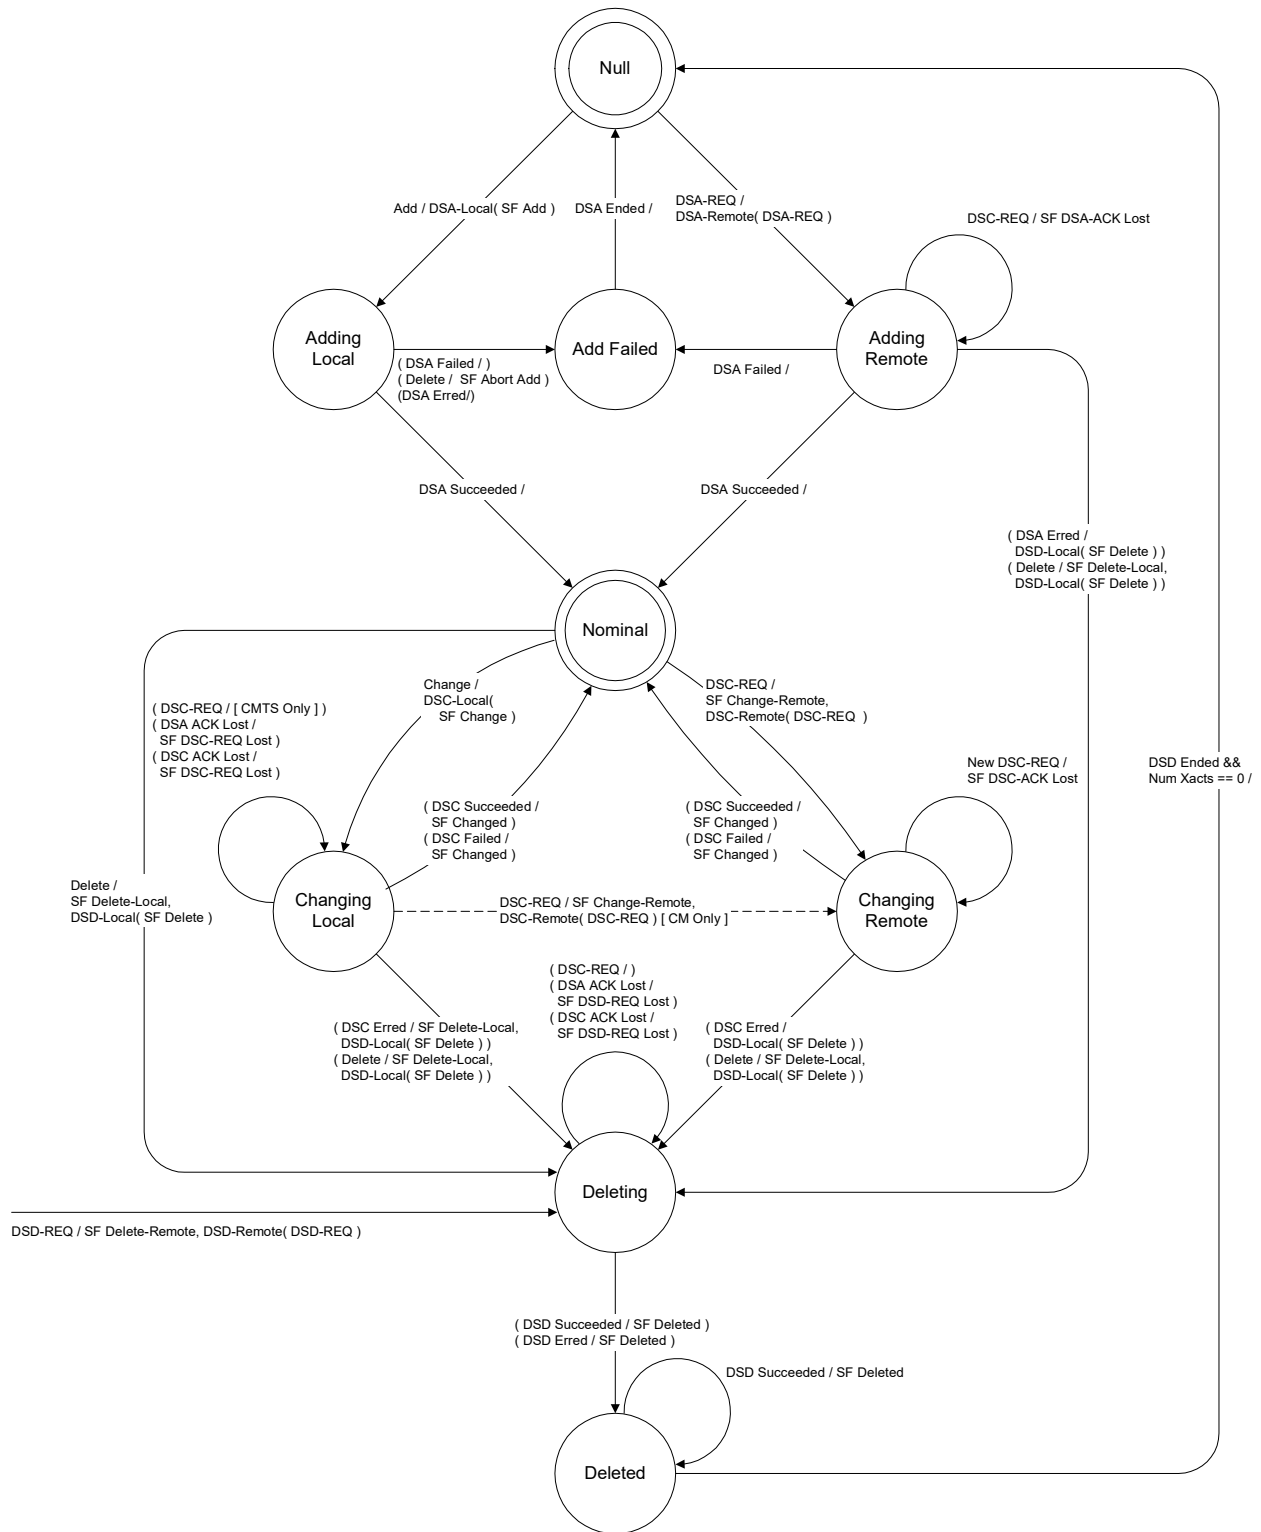 Null
Add / DSA-Local( SF Add )
DSA Ended /
DSA-REQ /
DSA-Remote( DSA-REQ )
DSC-REQ / SF DSA-ACK Lost
Adding
Local
( DSA Failed / )
( Delete / SF Abort Add )
(DSA Erred/)
Add Failed
DSA Failed /
Adding
Remote
DSA Succeeded /
DSA Succeeded /
( DSA Erred /
DSD-Local( SF Delete ) )
( Delete / SF Delete-Local,
DSD-Local( SF Delete ) )
Nominal
( DSC-REQ / [ CMTS Only ] )
( DSA ACK Lost /
SF DSC-REQ Lost )
( DSC ACK Lost /
SF DSC-REQ Lost )
Change /
DSC-Local(
SF Change )
DSC-REQ /
SF Change-Remote,
DSC-Remote( DSC-REQ )
New DSC-REQ /
SF DSC-ACK Lost
DSD Ended &&
Num Xacts == 0 /
( DSC Succeeded /
SF Changed )
( DSC Failed /
SF Changed )
( DSC Succeeded /
SF Changed )
( DSC Failed /
SF Changed )
Delete /
SF Delete-Local,
DSD-Local( SF Delete )
Changing
Local
DSC-REQ / SF Change-Remote,
DSC-Remote( DSC-REQ ) [ CM Only ]
Changing
Remote
( DSC-REQ / )
( DSA ACK Lost /
SF DSD-REQ Lost )
( DSC ACK Lost /
SF DSD-REQ Lost )
( DSC Erred / SF Delete-Local,
DSD-Local( SF Delete ) )
( Delete / SF Delete-Local,
DSD-Local( SF Delete ) )
( DSC Erred /
DSD-Local( SF Delete ) )
( Delete / SF Delete-Local,
DSD-Local( SF Delete ) )
Deleting
DSD-REQ / SF Delete-Remote, DSD-Remote( DSD-REQ )
( DSD Succeeded / SF Deleted )
( DSD Erred / SF Deleted )
DSD Succeeded / SF Deleted
Deleted